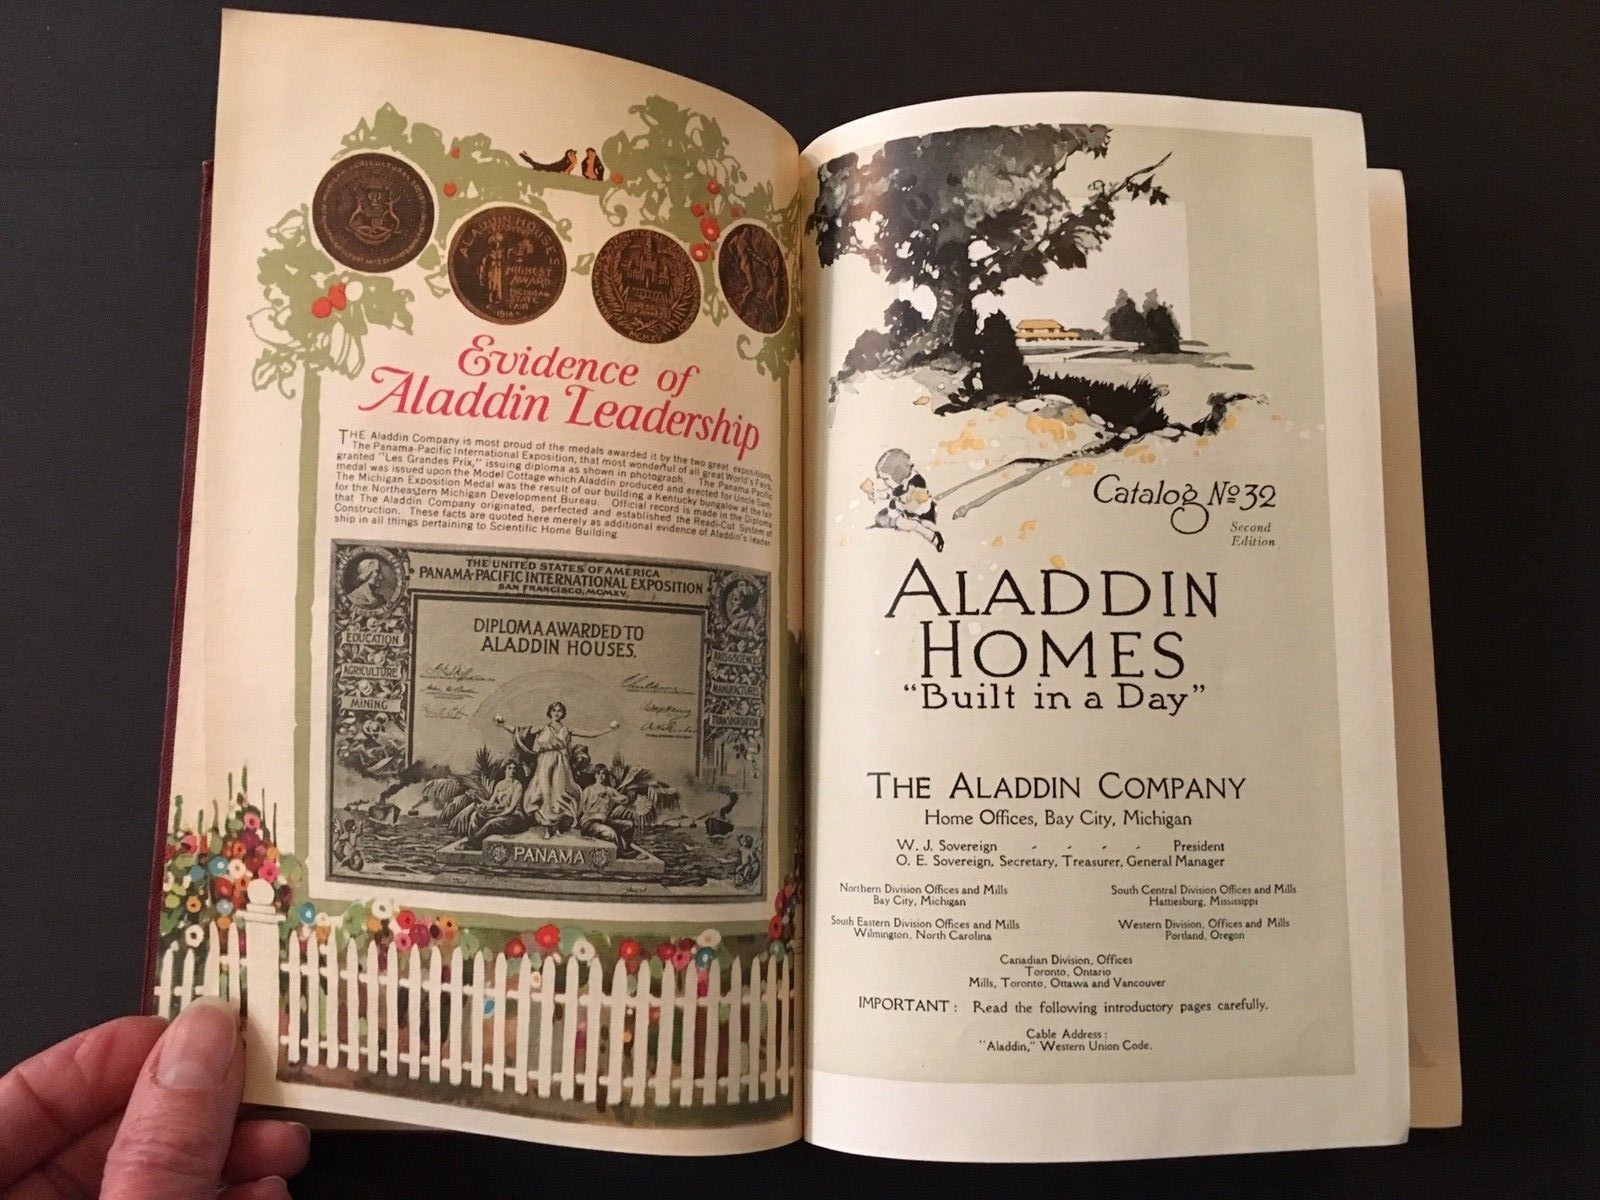 ALADDIN HOUSES
HIGHEST
AWARD
MICHIGAN
STATE
FAIR
1914
MCMXV
Evidence of
Aladdin Leadership
THE Aladdin Company is most proud of the medals awarded it by the two great expositions.
The Panama-Pacific International Exposition, that most wonderful of all great World's Fairs,
granted "Les Grandes Prix," issuing diploma as shown in photograph. The Panama-Pacific
medal was issued upon the Model Cottage which Aladdin produced and erected for Uncle Sam.
The Michigan Exposition Medal was the result of our building a Kentucky bungalow at the fair
for the Northeastern Michigan Development Bureau. Official record is made in the Diploma
that The Aladdin Company originated, perfected and established the Readi-Cut System of
Construction. These facts are quoted here merely as additional evidence of Aladdin's leader-
ship in all things pertaining to Scientific Home Building.
THE UNITED STATES OF AMERICA
PANAMA-PACIFIC INTERNATIONAL EXPOSITION
SAN FRANCISCO, MCMXV.
DIPLOMA AWARDED TO
ALADDIN HOUSES.
EDUCATION
AGRICULTURE
MINING
ARTS & SCIENCES
MANUFACTURES
TRANSPORTATION
PANAMA
Catalog No 32
Second
Edition
ALADDIN
HOMES
"Built in a Day"
THE ALADDIN COMPANY
Home Offices, Bay City, Michigan
W. J. Sovereign - - - - President
O. E. Sovereign, Secretary, Treasurer, General Manager
Northern Division Offices and Mills
Bay City, Michigan
South Central Division Offices and Mills
Hattiesburg, Mississippi
South Eastern Division Offices and Mills
Wilmington, North Carolina
Western Division, Offices and Mills
Portland, Oregon
Canadian Division, Offices
Toronto, Ontario
Mills, Toronto, Ottawa and Vancouver
IMPORTANT: Read the following introductory pages carefully.
Cable Address:
"Aladdin," Western Union Code.